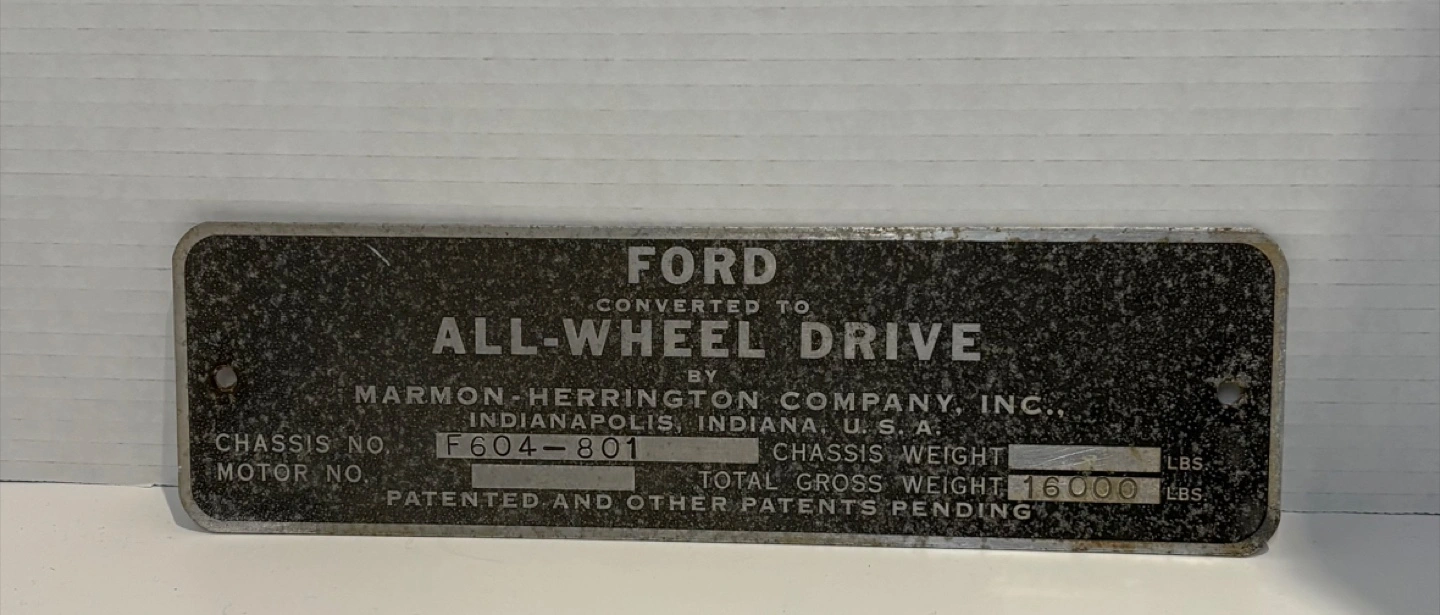 FORD
CONVERTED TO
ALL-WHEEL DRIVE
BY
MARMON-HERRINGTON COMPANY, INC.,
INDIANAPOLIS, INDIANA, U. S. A.
CHASSIS NO. F604-801 CHASSIS WEIGHT LBS.
MOTOR NO. TOTAL GROSS WEIGHT 16000 LBS.
PATENTED AND OTHER PATENTS PENDING